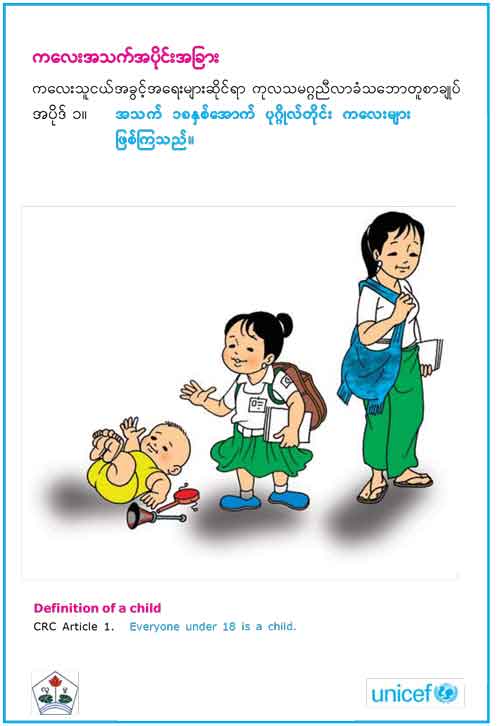 ကလေးအသက်အပိုင်းအခြား
ကလေးသူငယ်အခွင့်အရေးများဆိုင်ရာ ကုလသမဂ္ဂညီလာခံသဘောတူစာချုပ်
အပိုဒ် ၁။ အသက် ၁၈နှစ်အောက် ပုဂ္ဂိုလ်တိုင်း ကလေးများ
ဖြစ်ကြသည်။
Definition of a child
CRC Article 1. Everyone under 18 is a child.
unicef